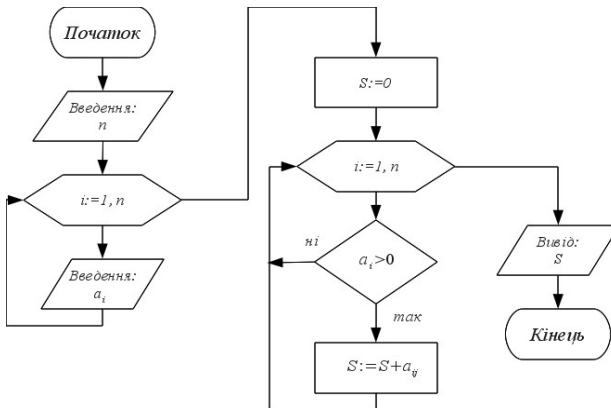 Початок
Введення:
n
i:=1, n
Введення:
aᵢ
S:=0
i:=1, n
ні
aᵢ>0
так
S:=S+aᵢⱼ
Вивід:
S
Кінець